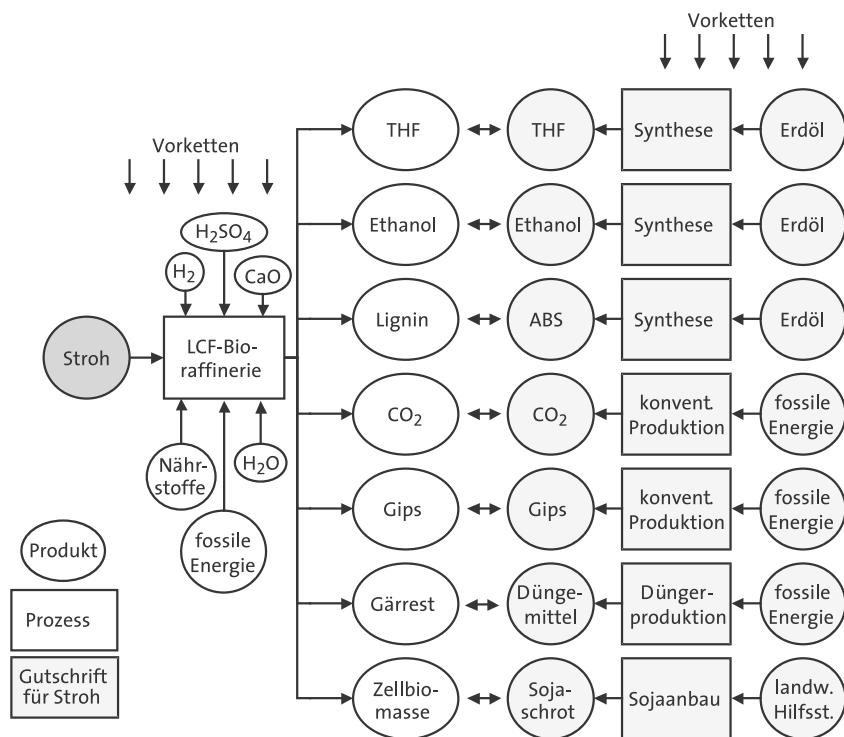 Vorketten
THF
THF
Synthese
Erdöl
Vorketten
Ethanol
Ethanol
Synthese
Erdöl
H₂SO₄
H₂
CaO
Lignin
ABS
Synthese
Erdöl
Stroh
LCF-Bio-
raffinerie
CO₂
CO₂
konvent.
Produktion
fossile
Energie
Nähr-
stoffe
H₂O
Gips
Gips
konvent.
Produktion
fossile
Energie
fossile
Energie
Produkt
Gärrest
Dünge-
mittel
Dünger-
produktion
fossile
Energie
Prozess
Gutschrift
für Stroh
Zellbio-
masse
Soja-
schrot
Sojaanbau
landw.
Hilfsst.